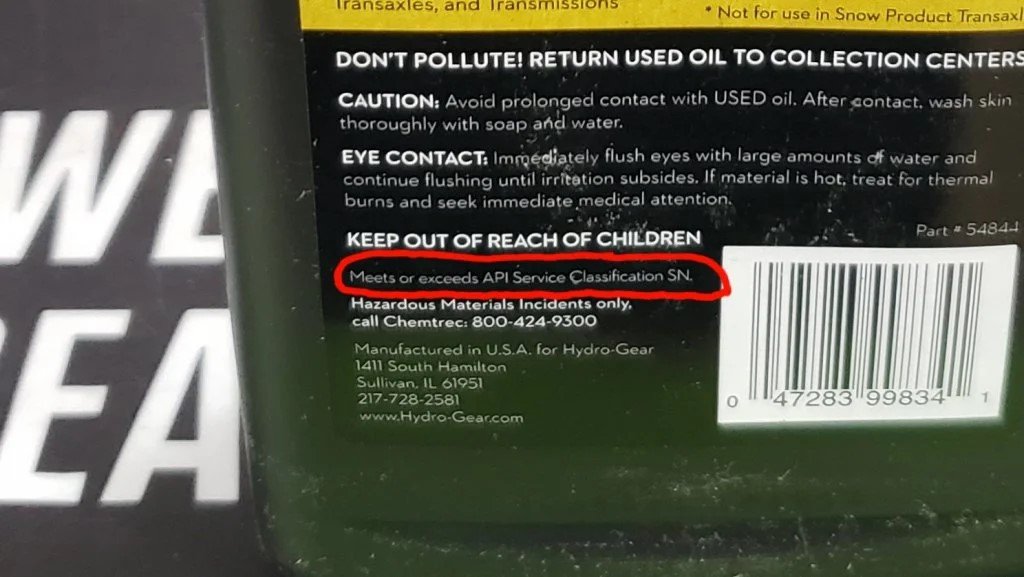 Transaxles, and Transmissions
* Not for use in Snow Product Transaxl
DON'T POLLUTE! RETURN USED OIL TO COLLECTION CENTERS
CAUTION: Avoid prolonged contact with USED oil. After contact, wash skin
thoroughly with soap and water.
EYE CONTACT: Immediately flush eyes with large amounts of water and
continue flushing until irritation subsides. If material is hot, treat for thermal
burns and seek immediate medical attention.
Part # 54844
KEEP OUT OF REACH OF CHILDREN
Meets or exceeds API Service Classification SN.
Hazardous Materials Incidents only,
call Chemtrec: 800-424-9300
Manufactured in U.S.A. for Hydro-Gear
1411 South Hamilton
Sullivan, IL 61951
217-728-2581
www.Hydro-Gear.com
0 47283 99834 1
WE
EA